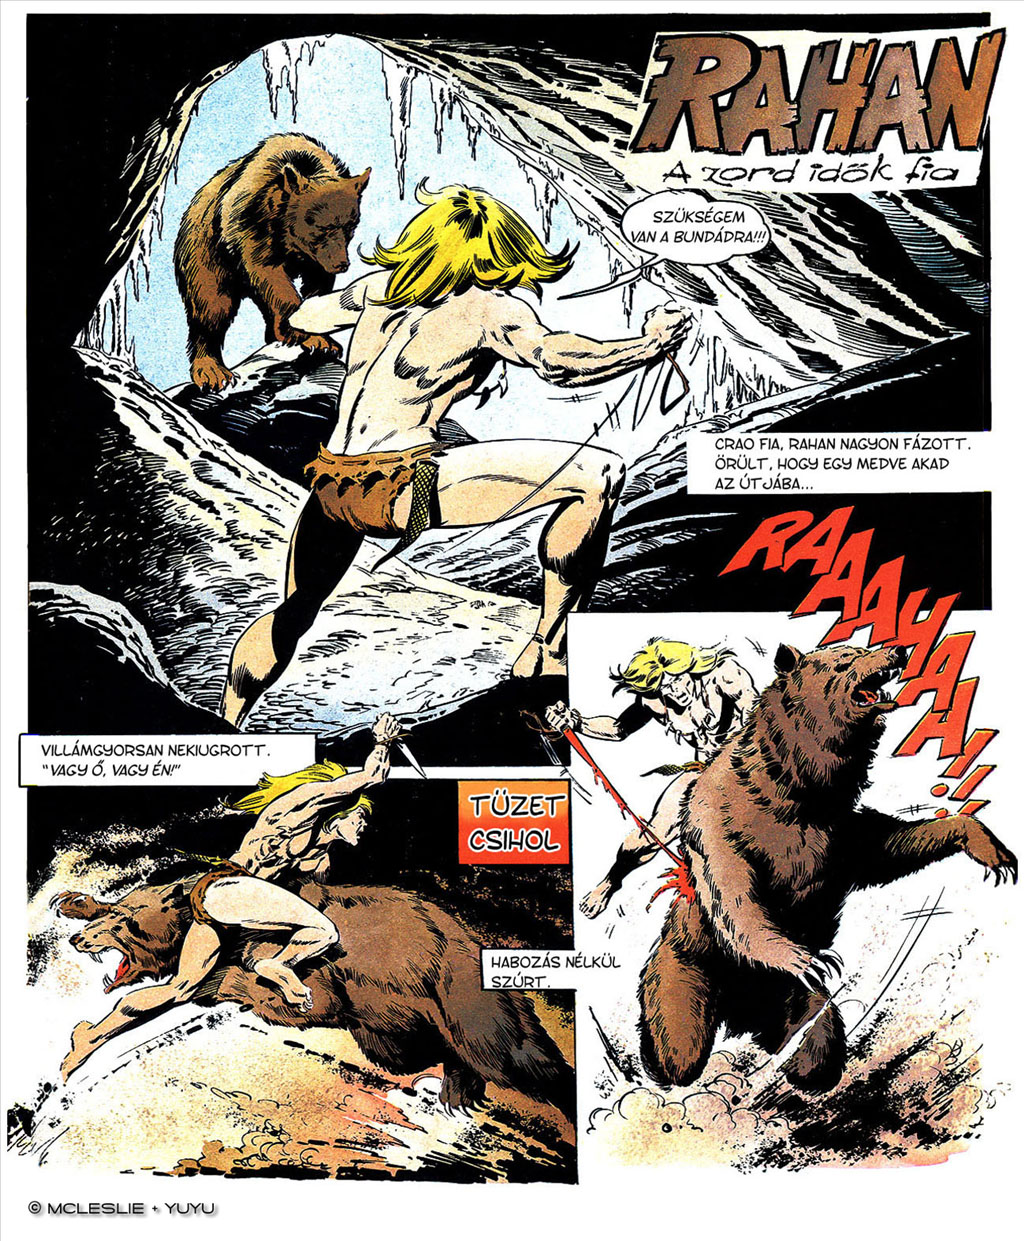 RAHAN
A zord idők fia
SZÜKSÉGEM
VAN A BUNDÁDRA!!!
CRAO FIA, RAHAN NAGYON FÁZOTT.
ÖRÜLT, HOGY EGY MEDVE AKAD
AZ ÚTJÁBA...
RAAAAHAAA!!!
VILLÁMGYORSAN NEKIUGROTT.
"VAGY Ő, VAGY ÉN!"
TÜZET
CSIHOL
HABOZÁS NÉLKÜL
SZÚRT.
© MCLESLIE + YUYU